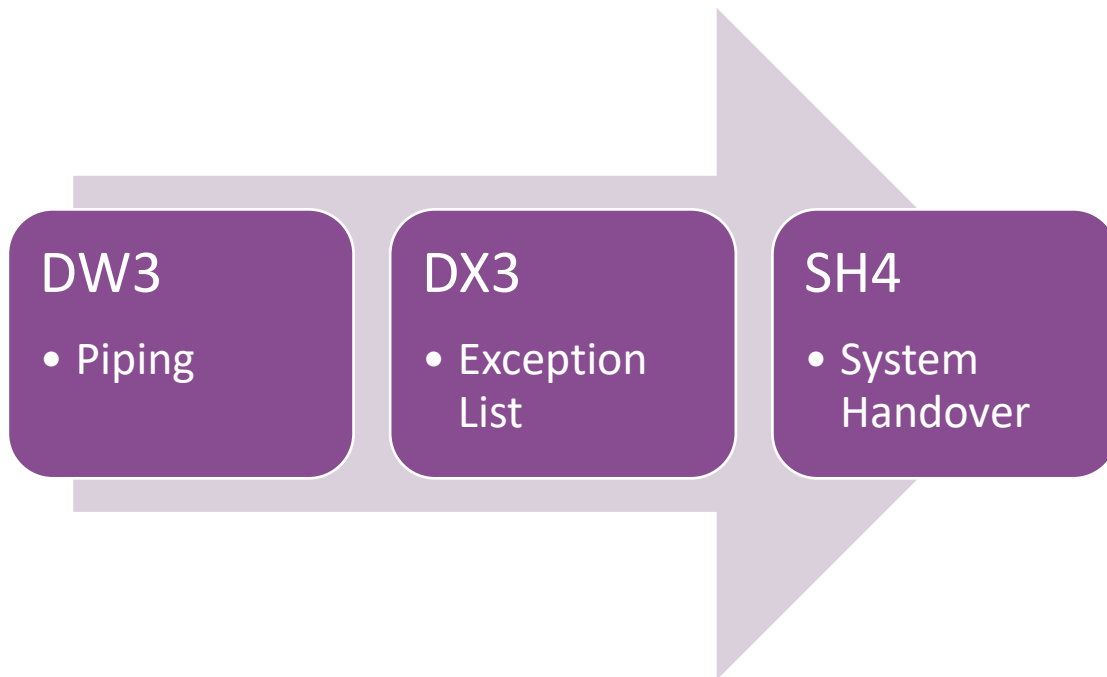 DW3
• Piping
DX3
• Exception
List
SH4
• System
Handover